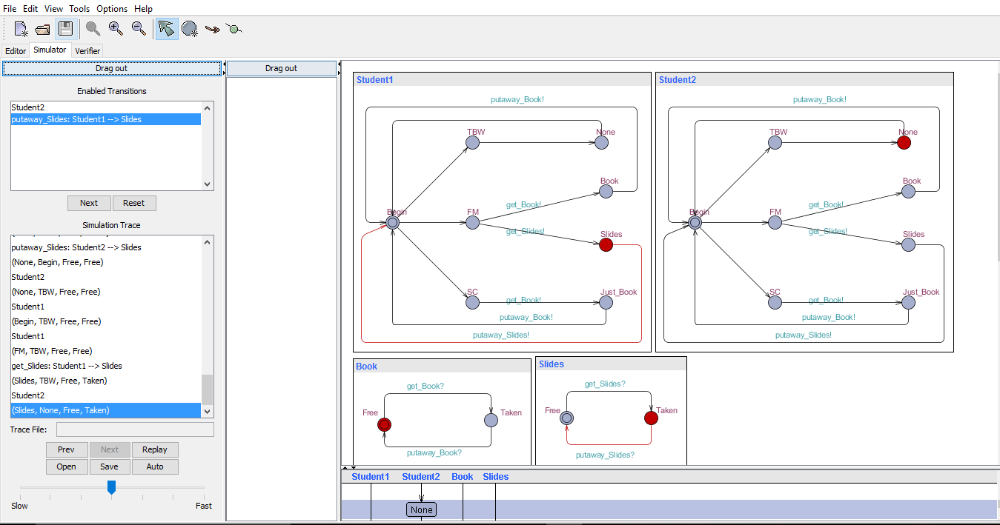 File Edit View Tools Options Help
Editor Simulator Verifier
Drag out
Enabled Transitions
Student2
putaway_Slides: Student1 --> Slides
Next Reset
Simulation Trace
putaway_Slides: Student2 --> Slides
(None, Begin, Free, Free)
Student2
(None, TBW, Free, Free)
Student1
(Begin, TBW, Free, Free)
Student1
(FM, TBW, Free, Free)
get_Slides: Student1 --> Slides
(Slides, TBW, Free, Taken)
Student2
(Slides, None, Free, Taken)
Trace File:
Prev Next Replay
Open Save Auto
Slow Fast
Drag out
Student1
putaway_Book!
TBW None
Book
get_Book!
Begin FM
get_Slides!
Slides
SC Just_Book
get_Book!
putaway_Book!
putaway_Slides!
Student2
putaway_Book!
TBW None
Book
get_Book!
Begin FM
get_Slides!
Slides
SC Just_Book
get_Book!
putaway_Book!
putaway_Slides!
Book
get_Book?
Free Taken
putaway_Book?
Slides
get_Slides?
Free Taken
putaway_Slides?
Student1 Student2 Book Slides
None